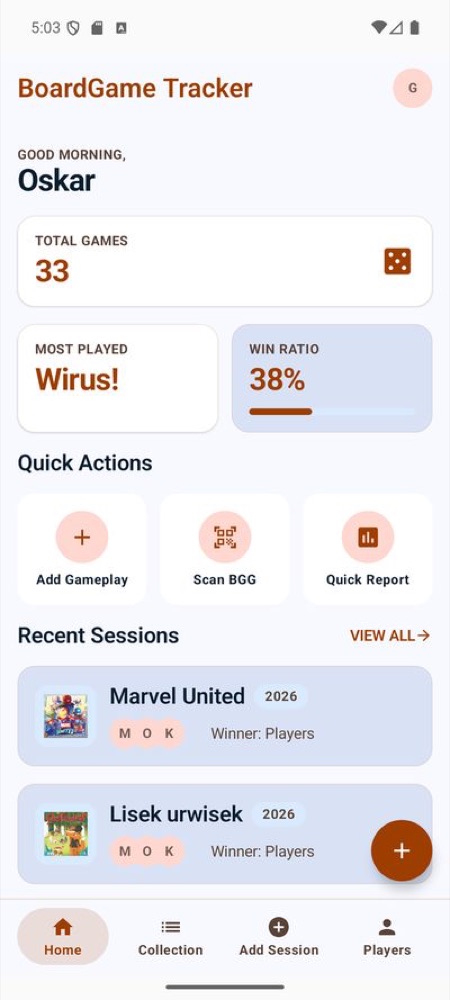 5:03
BoardGame Tracker
G
GOOD MORNING,
Oskar
TOTAL GAMES
33
MOST PLAYED
Wirus!
WIN RATIO
38%
Quick Actions
Add Gameplay
Scan BGG
Quick Report
Recent Sessions
VIEW ALL
Marvel United 2026
M O K Winner: Players
Lisek urwisek 2026
M O K Winner: Players
Home
Collection
Add Session
Players